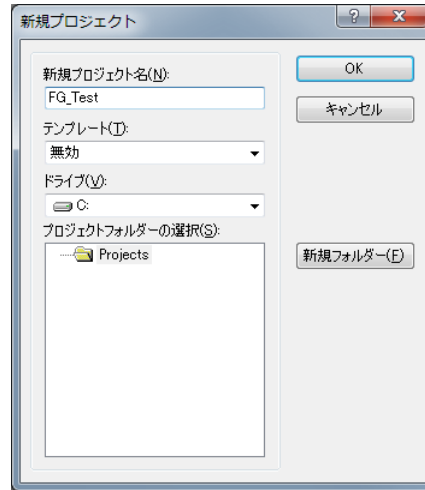 新規プロジェクト
新規プロジェクト名(N):
FG_Test
テンプレート(T):
無効
ドライブ(V):
C:
プロジェクトフォルダーの選択(S):
Projects
OK
キャンセル
新規フォルダー(F)